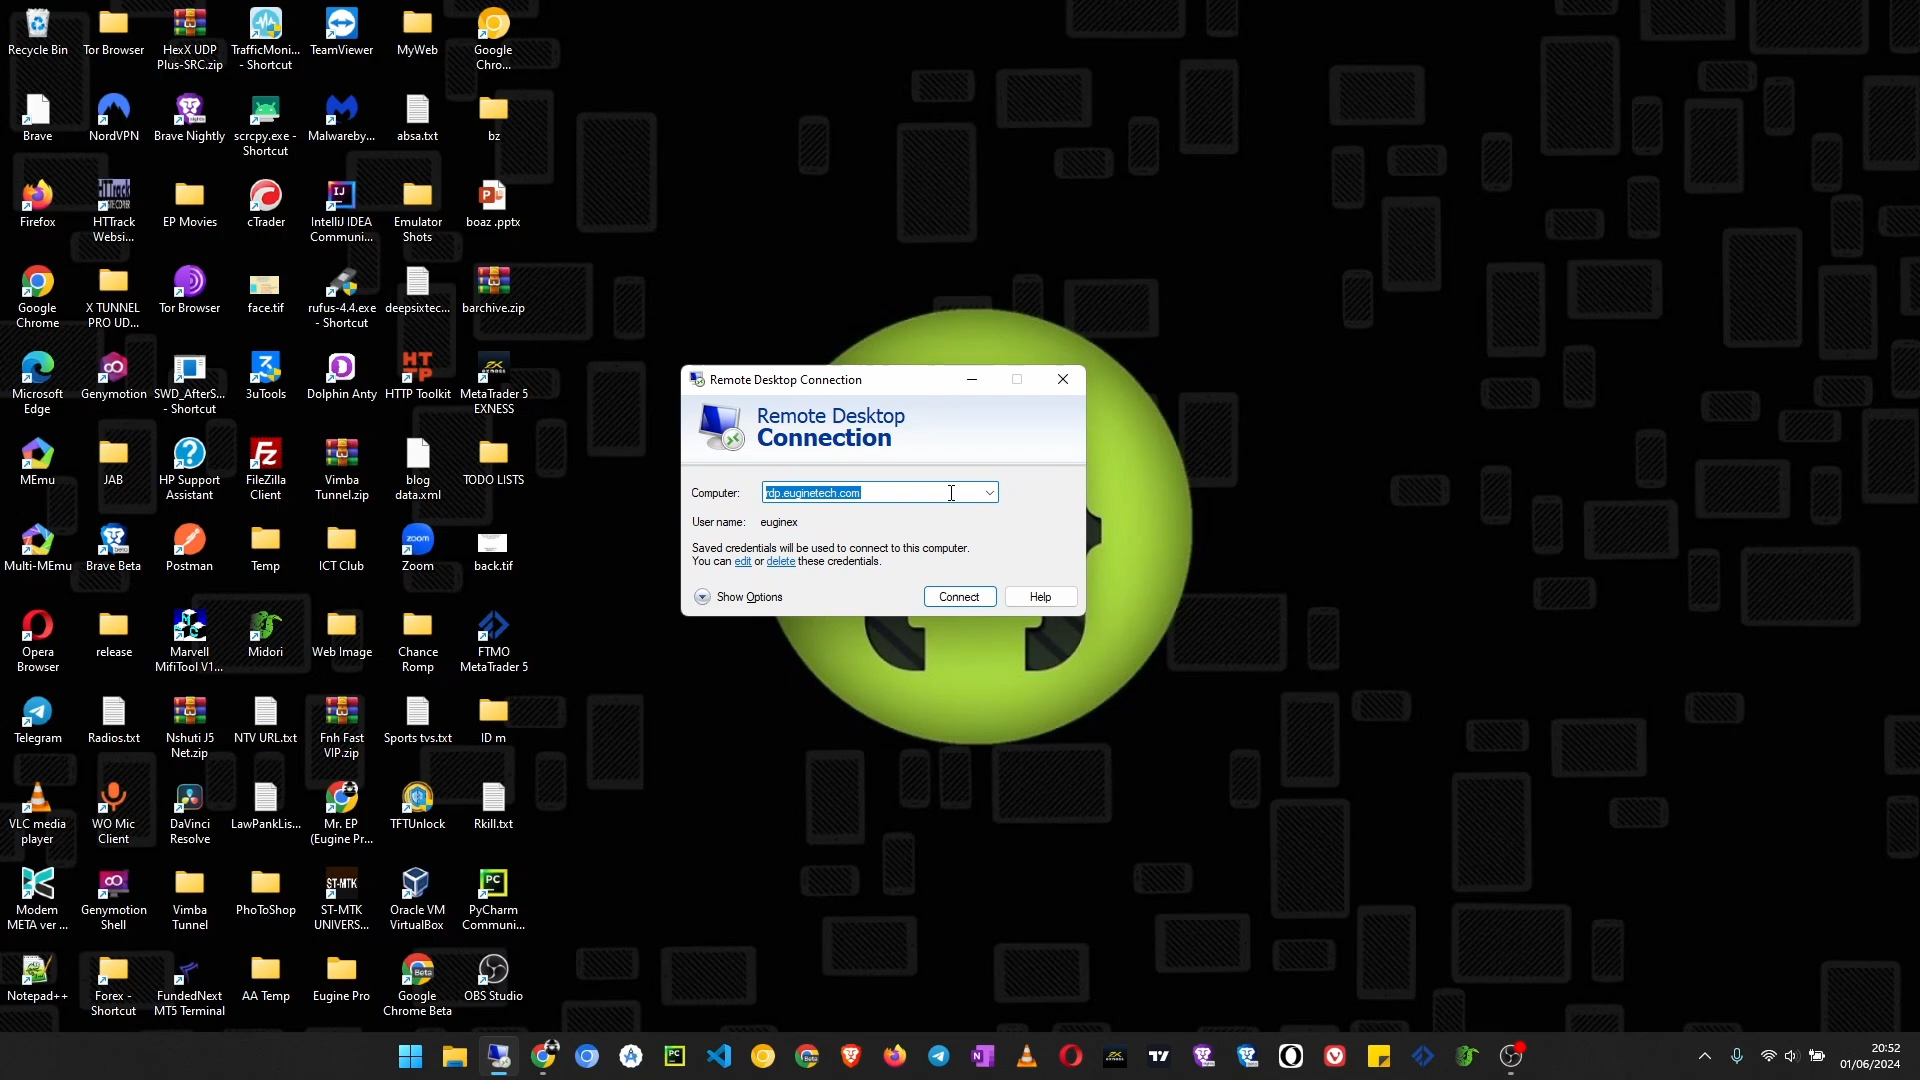 Recycle Bin
Tor Browser
HexX UDP
Plus-SRC.zip
TrafficMoni...
- Shortcut
TeamViewer
MyWeb
Google
Chro...
Brave
NordVPN
Brave Nightly
scrcpy.exe -
Shortcut
Malwareby...
absa.txt
bz
Firefox
HTTrack
Websi...
EP Movies
cTrader
IntelliJ IDEA
Communi...
Emulator
Shots
boaz .pptx
Google
Chrome
X TUNNEL
PRO UD...
Tor Browser
face.tif
rufus-4.4.exe
- Shortcut
deepsixtec...
barchive.zip
Microsoft
Edge
Genymotion
SWD_AfterS...
- Shortcut
3uTools
Dolphin Anty
HTTP Toolkit
MetaTrader 5
EXNESS
MEmu
JAB
HP Support
Assistant
FileZilla
Client
Vimba
Tunnel.zip
blog
data.xml
TODO LISTS
Multi-MEmu
Brave Beta
Postman
Temp
ICT Club
Zoom
back.tif
Opera
Browser
release
Marvell
MifiTool V1...
Midori
Web Image
Chance
Romp
FTMO
MetaTrader 5
Telegram
Radios.txt
Nshuti J5
Net.zip
NTV URL.txt
Fnh Fast
VIP.zip
Sports tvs.txt
ID m
VLC media
player
WO Mic
Client
DaVinci
Resolve
LawPankLis...
Mr. EP
(Eugine Pr...
TFTUnlock
Rkill.txt
Modem
META ver ...
Genymotion
Shell
Vimba
Tunnel
PhoToShop
ST-MTK
UNIVERS...
Oracle VM
VirtualBox
PyCharm
Communi...
Notepad++
Forex -
Shortcut
FundedNext
MT5 Terminal
AA Temp
Eugine Pro
Google
Chrome Beta
OBS Studio
Remote Desktop Connection
Remote Desktop
Connection
Computer: rdp.euginetech.com
User name: euginex
Saved credentials will be used to connect to this computer.
You can edit or delete these credentials.
Show Options
Connect
Help
20:52
01/06/2024